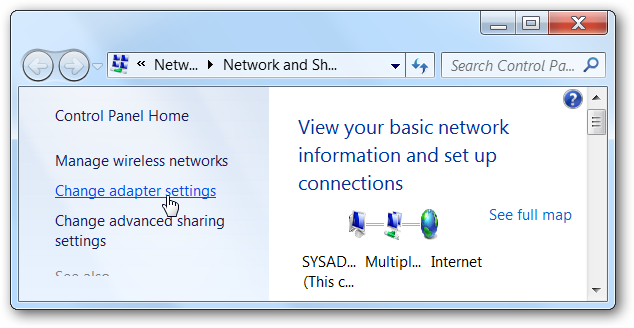 « Netw... Network and Sh... Search Control Pa...
Control Panel Home
Manage wireless networks
Change adapter settings
Change advanced sharing
settings
See also
View your basic network
information and set up
connections
See full map
SYSAD... Multipl... Internet
(This c...